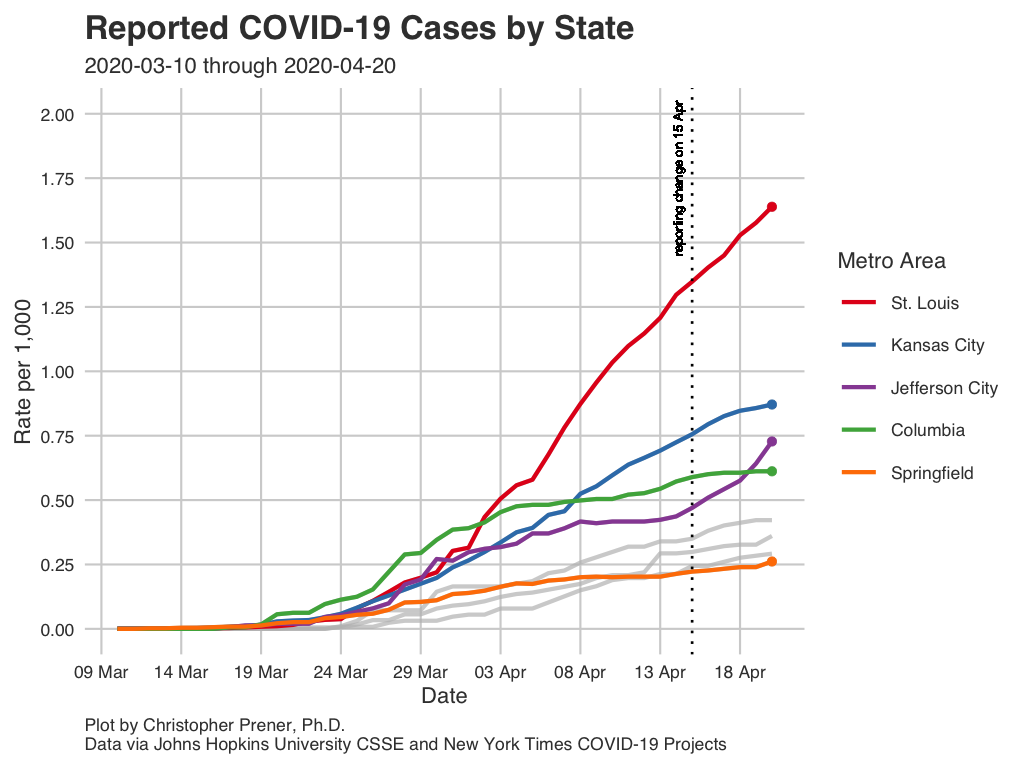 Reported COVID-19 Cases by State
2020-03-10 through 2020-04-20
2.00
1.75
1.50
1.25
1.00
0.75
0.50
0.25
0.00
Rate per 1,000
reporting change on 15 Apr
09 Mar
14 Mar
19 Mar
24 Mar
29 Mar
03 Apr
08 Apr
13 Apr
18 Apr
Date
Metro Area
St. Louis
Kansas City
Jefferson City
Columbia
Springfield
Plot by Christopher Prener, Ph.D.
Data via Johns Hopkins University CSSE and New York Times COVID-19 Projects